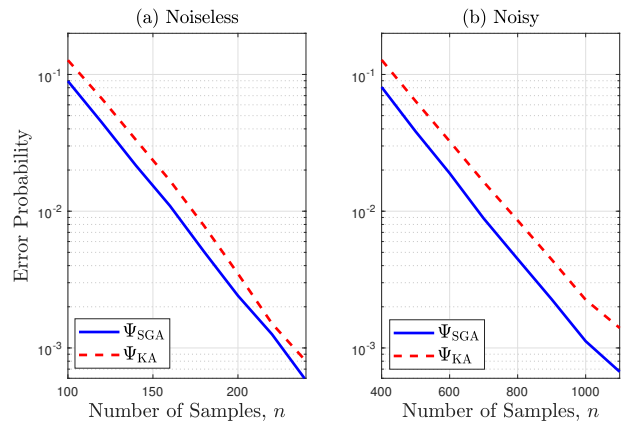 (a) Noiseless
(b) Noisy
Error Probability
10⁻¹
10⁻²
10⁻³
Ψ_SGA
Ψ_KA
100 150 200
Number of Samples, n
10⁻¹
10⁻²
10⁻³
Ψ_SGA
Ψ_KA
400 600 800 1000
Number of Samples, n